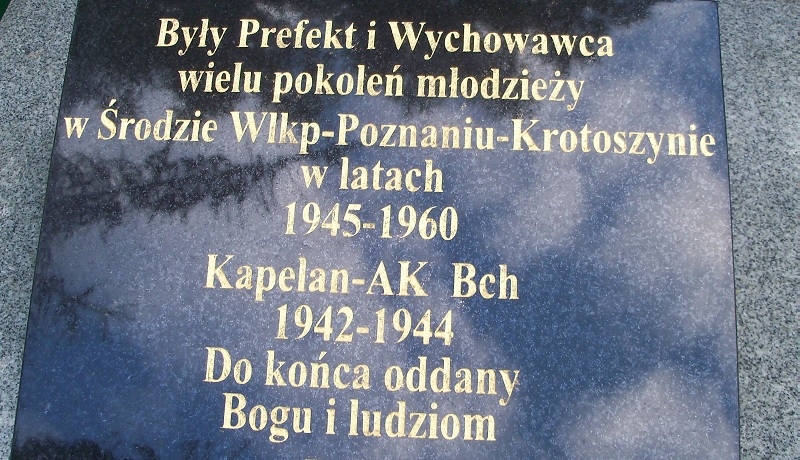 Były Prefekt i Wychowawca
wielu pokoleń młodzieży
w Środzie Wlkp-Poznaniu-Krotoszynie
w latach
1945-1960
Kapelan-AK Bch
1942-1944
Do końca oddany
Bogu i ludziom